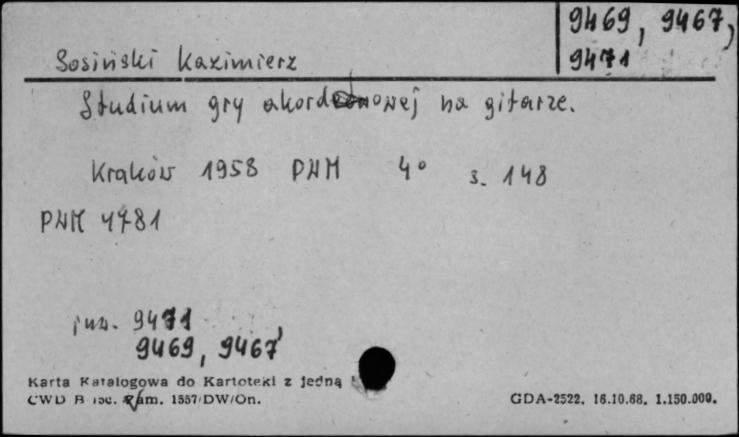 9469, 9467,
9471
Sosiński Kazimierz
Studium gry akordowej na gitarze.
Kraków 1958 PWM 4° s. 148
PWM 4781
inw. 9471,
9469, 9467
Karta Katalogowa do Kartoteki z jedną
CWD B Zam. 1557/DW/On.
GDA-2522. 16.10.68. 1.150.000.